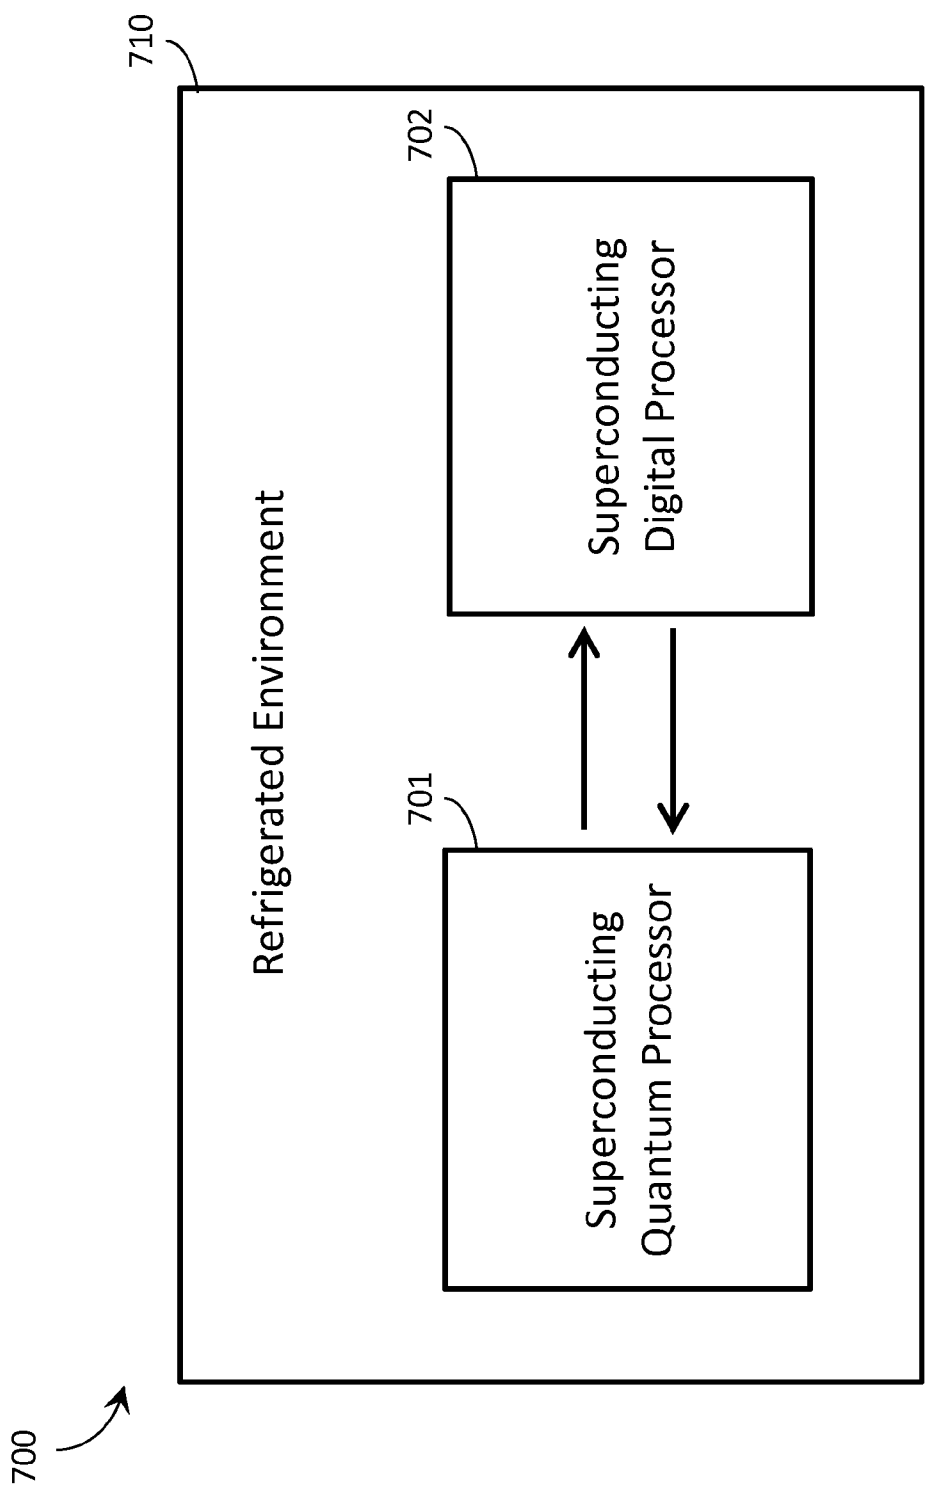 700
710
Refrigerated Environment
701
Superconducting
Quantum Processor
702
Superconducting
Digital Processor